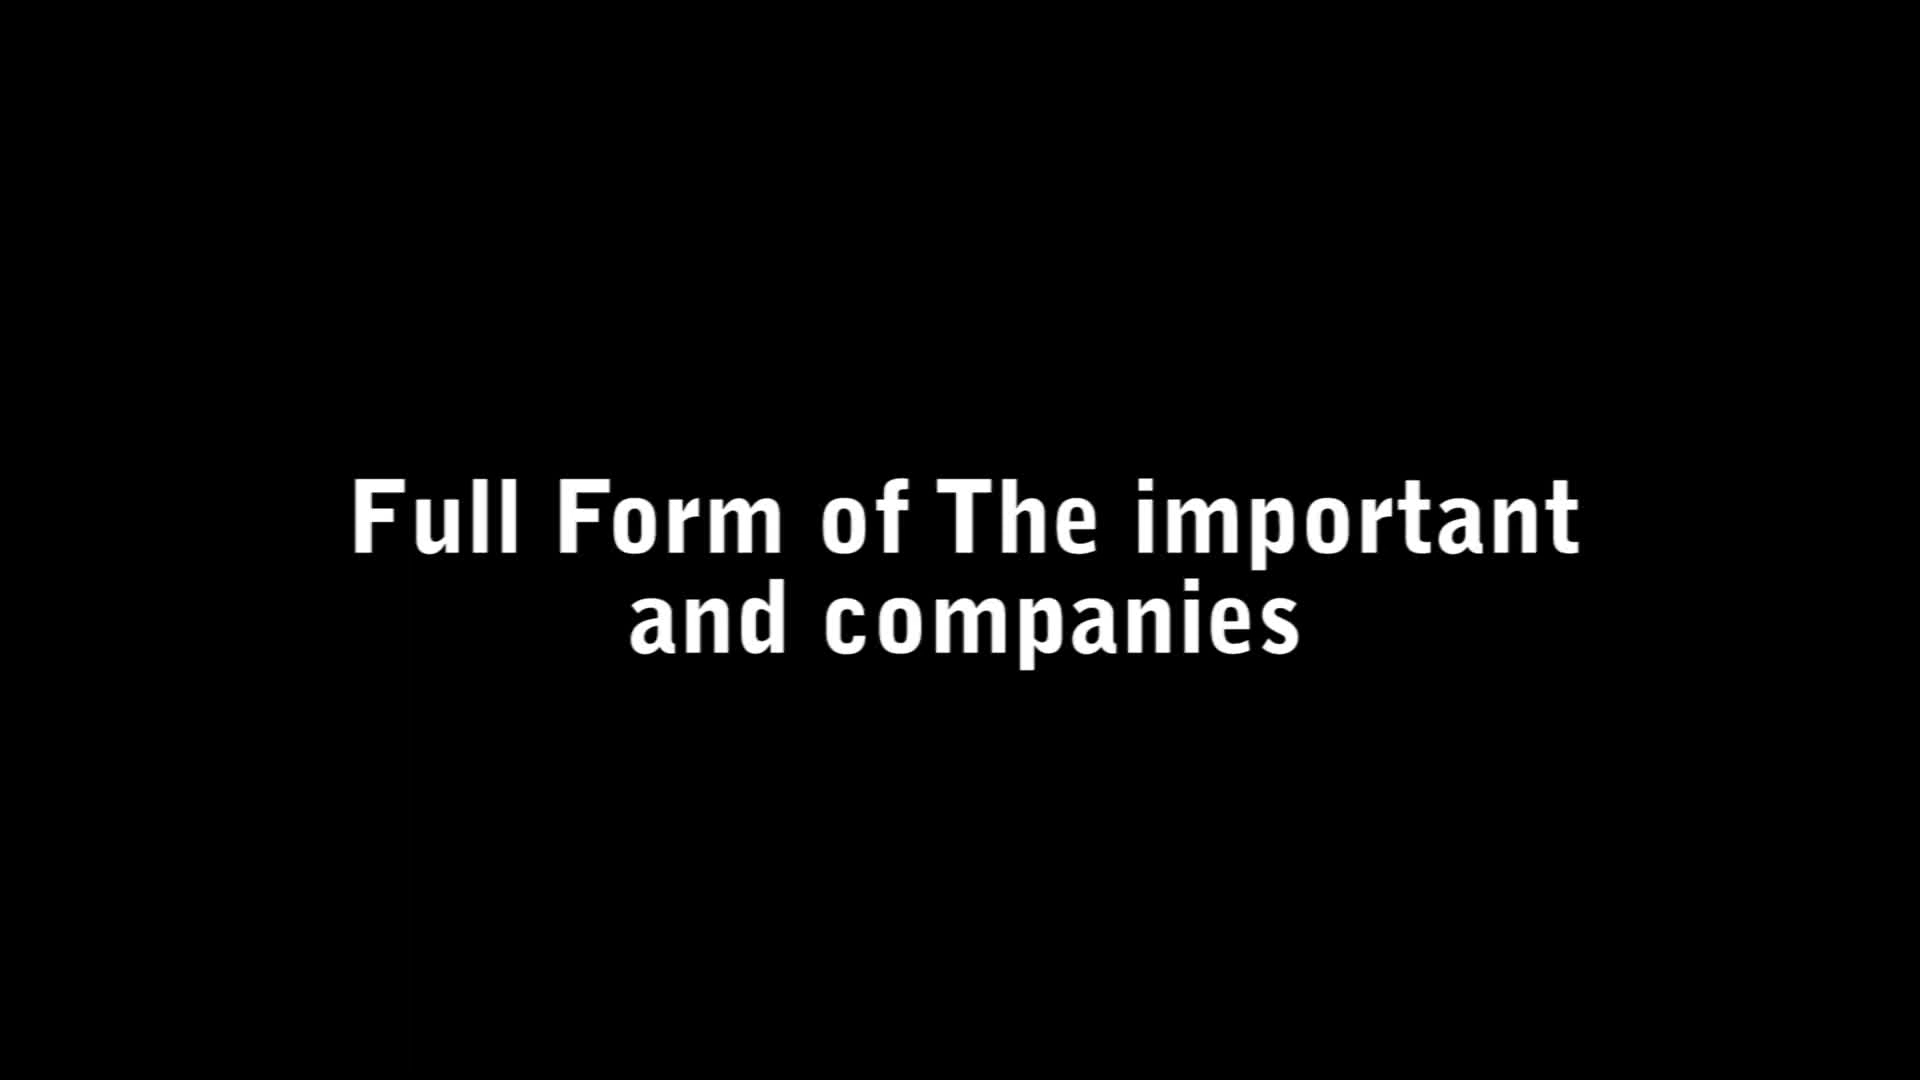 Full Form of The important
and companies